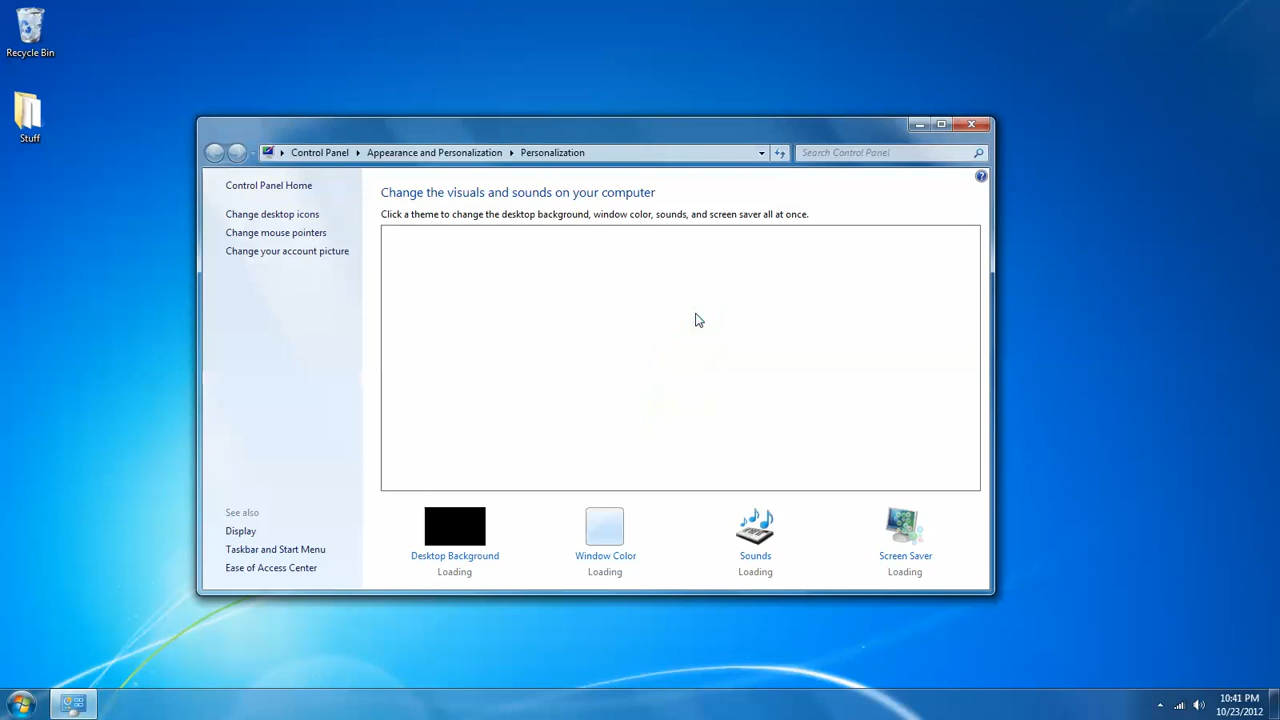 Recycle Bin
Stuff
Control Panel Appearance and Personalization Personalization
Search Control Panel
Control Panel Home
Change desktop icons
Change mouse pointers
Change your account picture
Change the visuals and sounds on your computer
Click a theme to change the desktop background, window color, sounds, and screen saver all at once.
See also
Display
Taskbar and Start Menu
Ease of Access Center
Desktop Background
Loading
Window Color
Loading
Sounds
Loading
Screen Saver
Loading
10:41 PM
10/23/2012